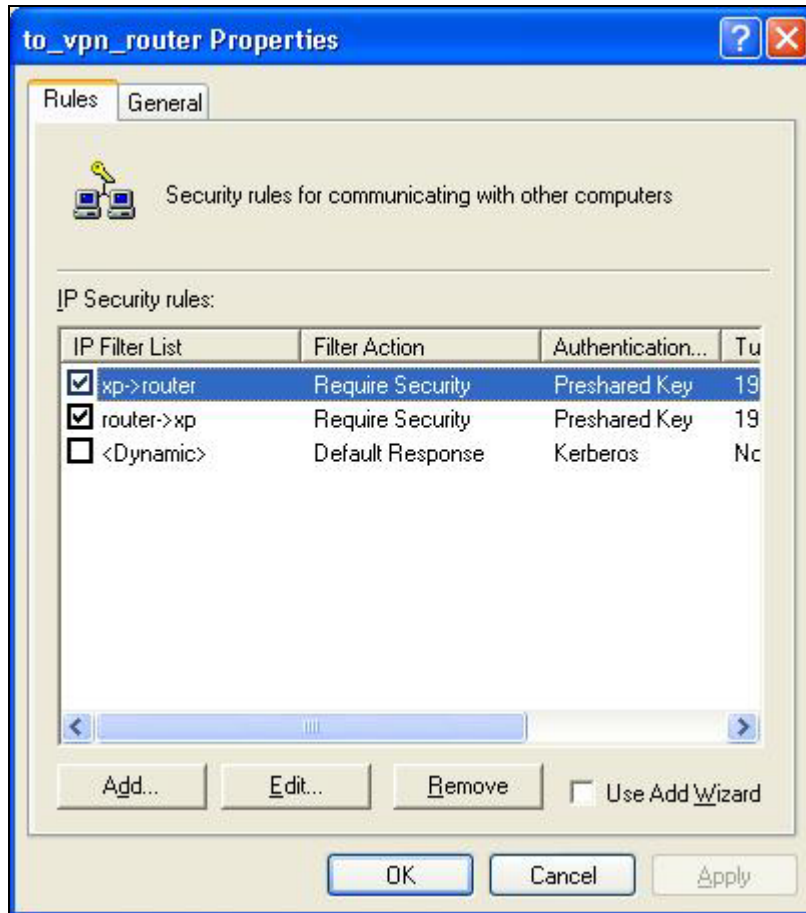 to_vpn_router Properties
Rules General
Security rules for communicating with other computers
IP Security rules:
IP Filter List Filter Action Authentication... Tu
xp->router Require Security Preshared Key 19
router->xp Require Security Preshared Key 19
<Dynamic> Default Response Kerberos Nc
Add... Edit... Remove Use Add Wizard
OK Cancel Apply